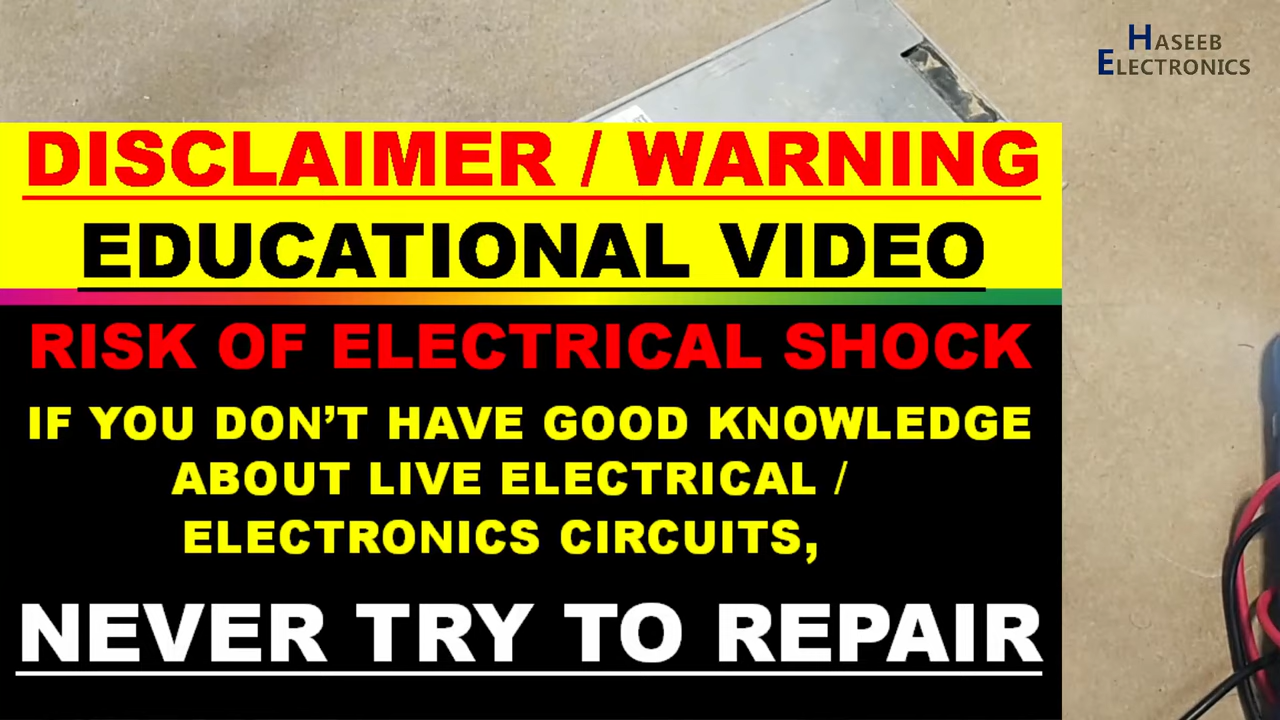 HASEEB
ELECTRONICS
DISCLAIMER / WARNING
EDUCATIONAL VIDEO
RISK OF ELECTRICAL SHOCK
IF YOU DON'T HAVE GOOD KNOWLEDGE
ABOUT LIVE ELECTRICAL /
ELECTRONICS CIRCUITS,
NEVER TRY TO REPAIR